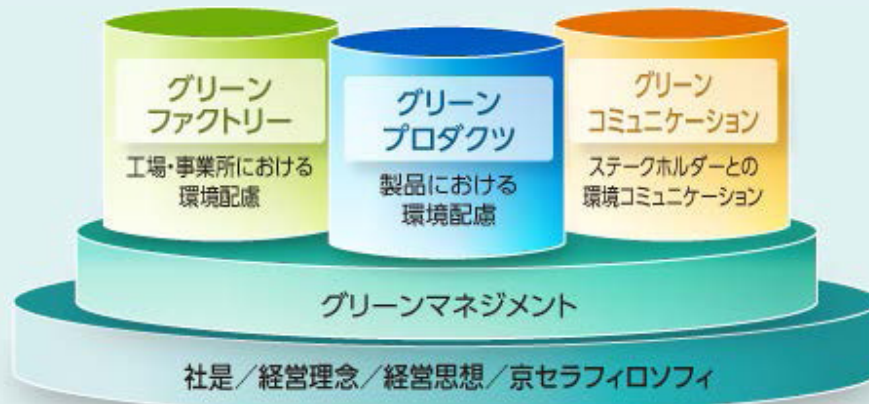 グリーン
ファクトリー
工場・事業所における
環境配慮
グリーン
プロダクツ
製品における
環境配慮
グリーン
コミュニケーション
ステークホルダーとの
環境コミュニケーション
グリーンマネジメント
社是／経営理念／経営思想／京セラフィロソフィ